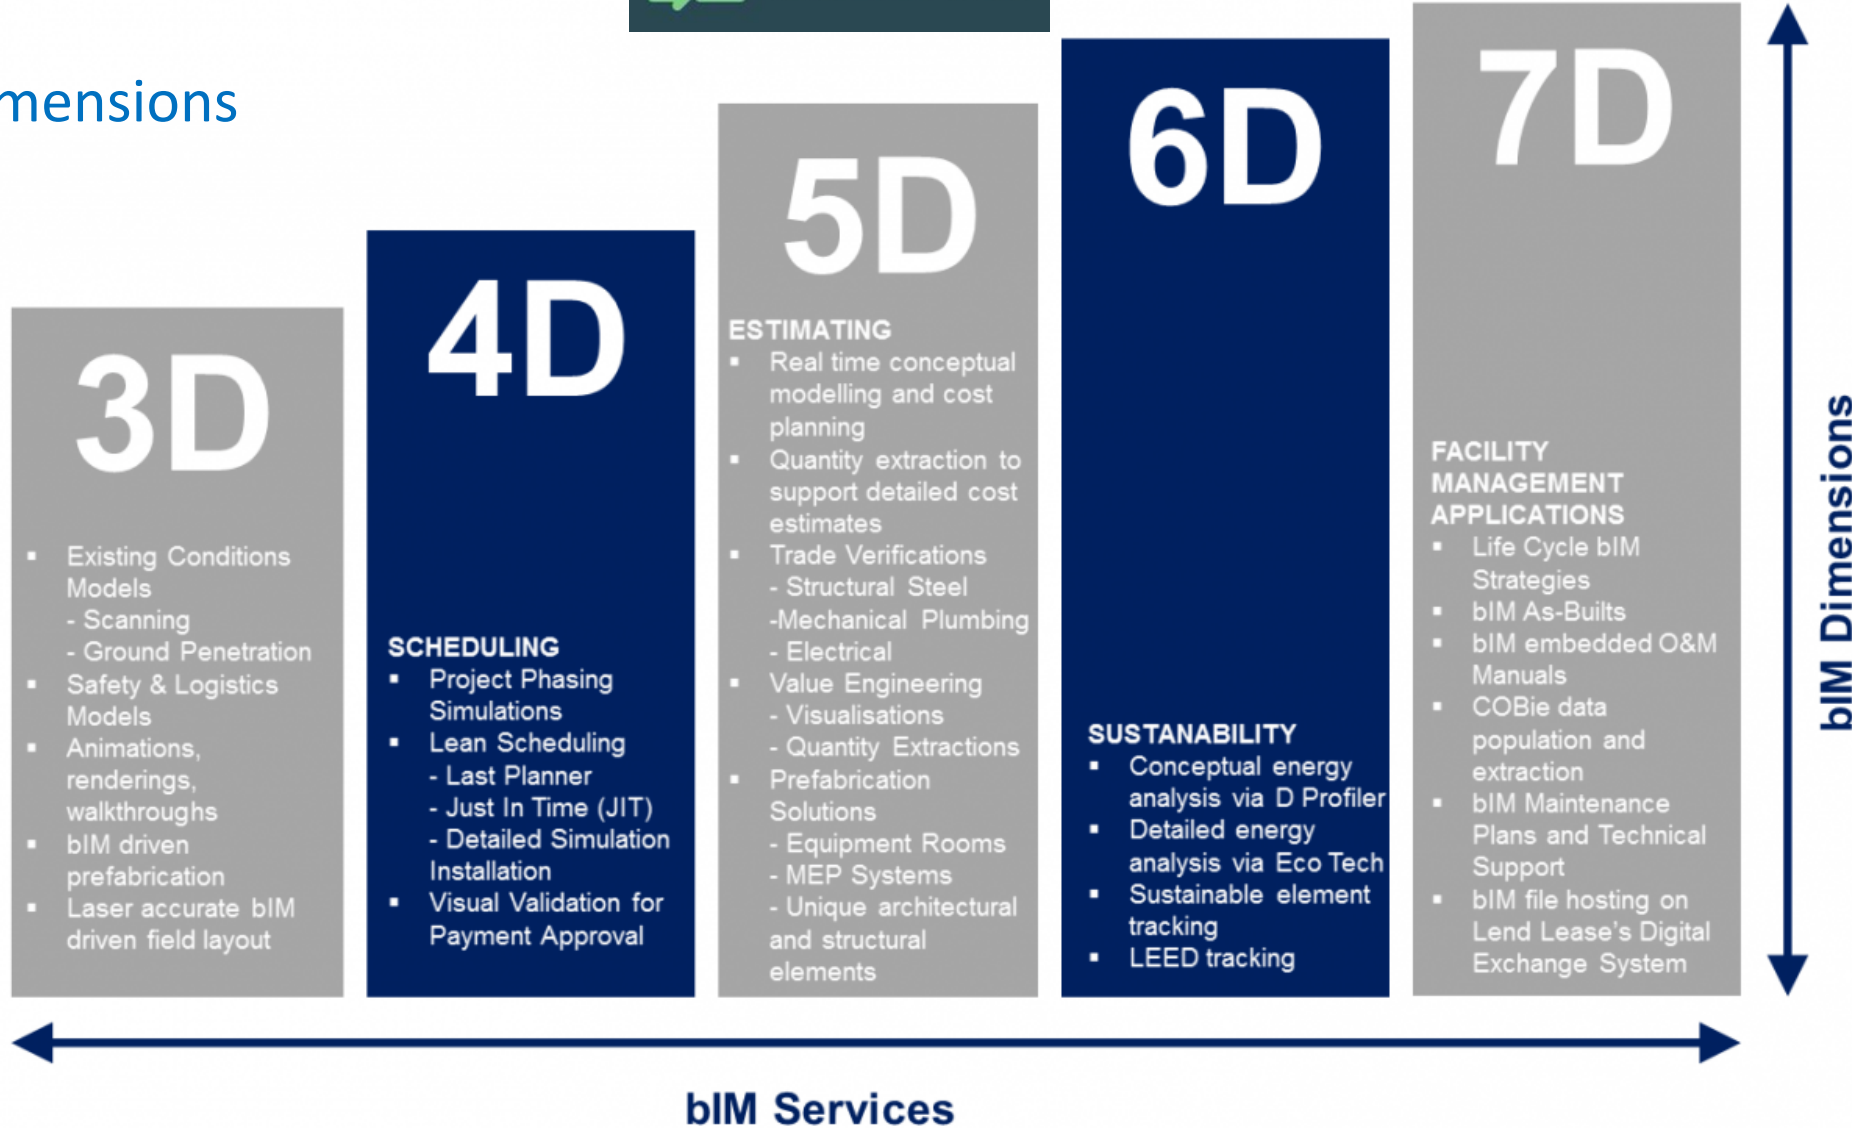 mensions
3D
▪ Existing Conditions
Models
- Scanning
- Ground Penetration
▪ Safety & Logistics
Models
▪ Animations,
renderings,
walkthroughs
▪ bIM driven
prefabrication
▪ Laser accurate bIM
driven field layout
4D
SCHEDULING
▪ Project Phasing
Simulations
▪ Lean Scheduling
- Last Planner
- Just In Time (JIT)
- Detailed Simulation
Installation
▪ Visual Validation for
Payment Approval
5D
ESTIMATING
▪ Real time conceptual
modelling and cost
planning
▪ Quantity extraction to
support detailed cost
estimates
▪ Trade Verifications
- Structural Steel
-Mechanical Plumbing
- Electrical
▪ Value Engineering
- Visualisations
- Quantity Extractions
▪ Prefabrication
Solutions
- Equipment Rooms
- MEP Systems
- Unique architectural
and structural
elements
6D
SUSTANABILITY
▪ Conceptual energy
analysis via D Profiler
▪ Detailed energy
analysis via Eco Tech
▪ Sustainable element
tracking
▪ LEED tracking
7D
FACILITY
MANAGEMENT
APPLICATIONS
▪ Life Cycle bIM
Strategies
▪ bIM As-Builts
▪ bIM embedded O&M
Manuals
▪ COBie data
population and
extraction
▪ bIM Maintenance
Plans and Technical
Support
▪ bIM file hosting on
Lend Lease's Digital
Exchange System
bIM Dimensions
bIM Services